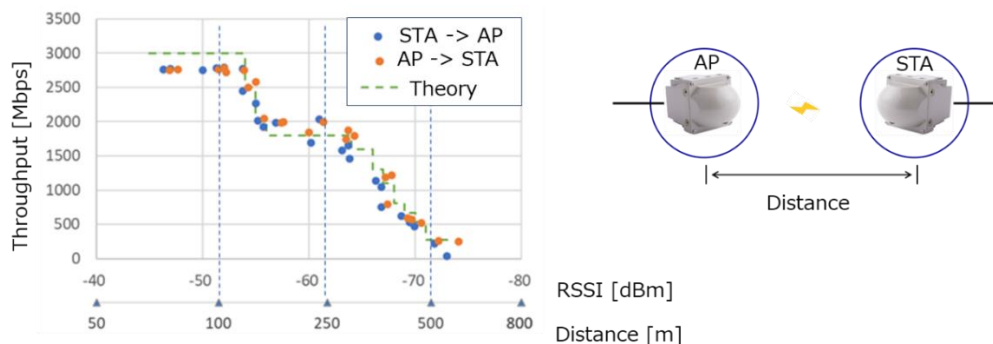 3500
3000
2500
2000
1500
1000
500
0
Throughput [Mbps]
STA -> AP
AP -> STA
Theory
-40 -50 -60 -70 -80
RSSI [dBm]
50 100 250 500 800
Distance [m]
AP STA
Distance